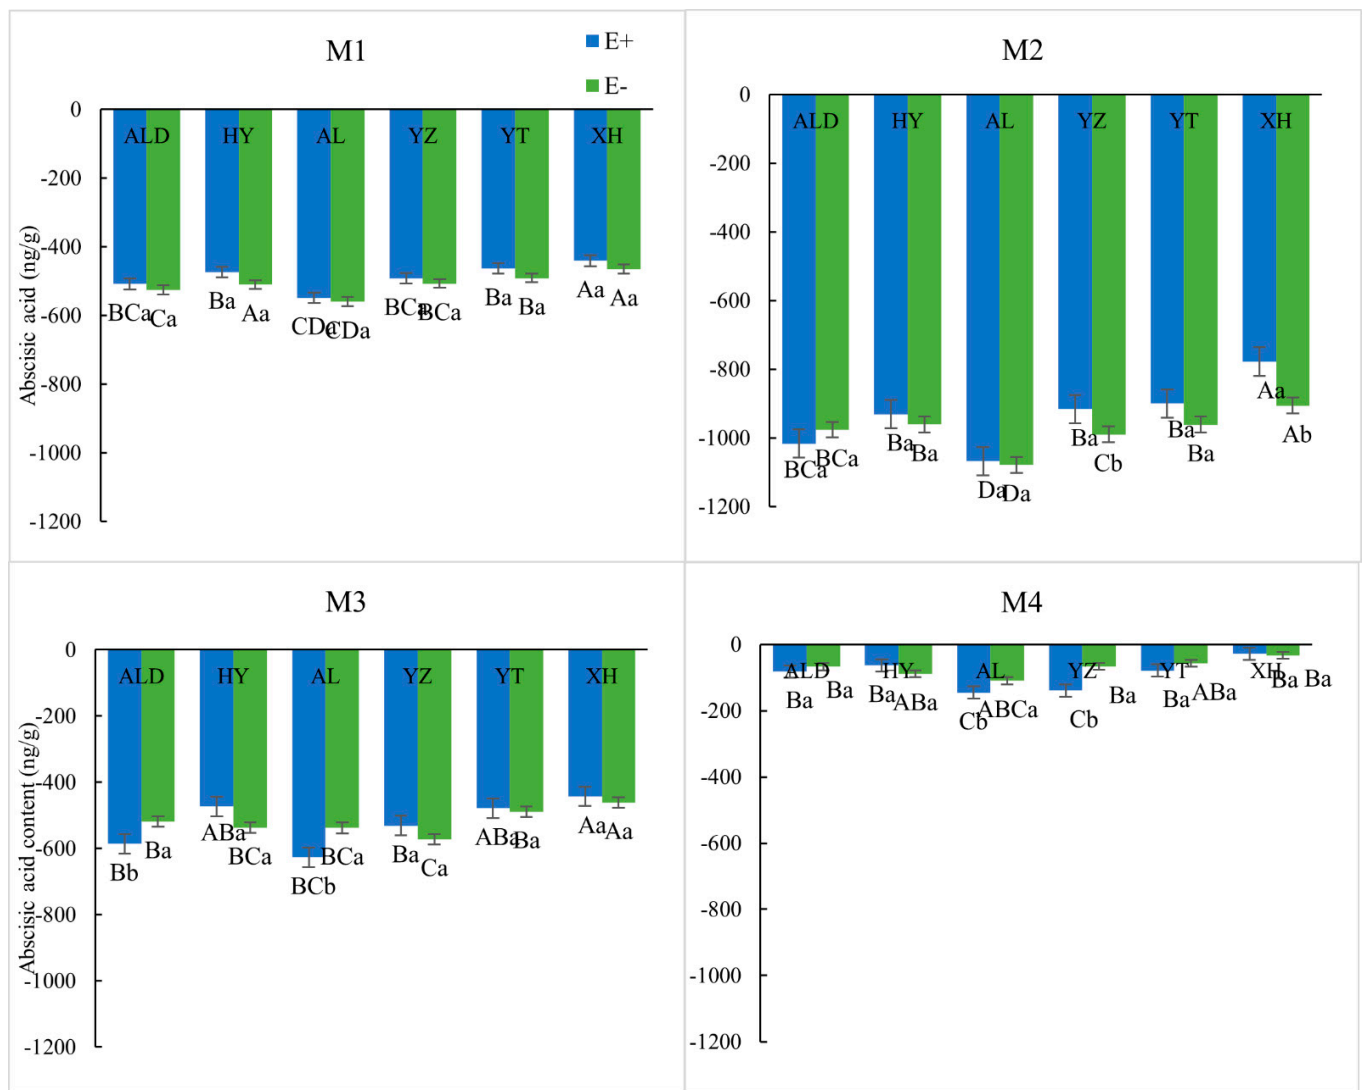 M1
E+
E-
0
-200
-400
-600
-800
-1000
-1200
Abscisic acid (ng/g)
ALD HY AL YZ YT XH
BCa Ca Ba Aa CDa CDa BCa BCa Ba Ba Aa Aa
M2
0
-200
-400
-600
-800
-1000
-1200
ALD HY AL YZ YT XH
BCa BCa Ba Ba Da Da Ba Cb Ba Ba Aa Ab
M3
0
-200
-400
-600
-800
-1000
-1200
Abscisic acid content (ng/g)
ALD HY AL YZ YT XH
Bb Ba ABa BCa BCb BCa Ba Ca ABa Ba Aa Aa
M4
0
-200
-400
-600
-800
-1000
-1200
ALD HY AL YZ YT XH
Ba Ba Ba ABa Cb ABCa Cb Ba Ba ABa Ba Ba